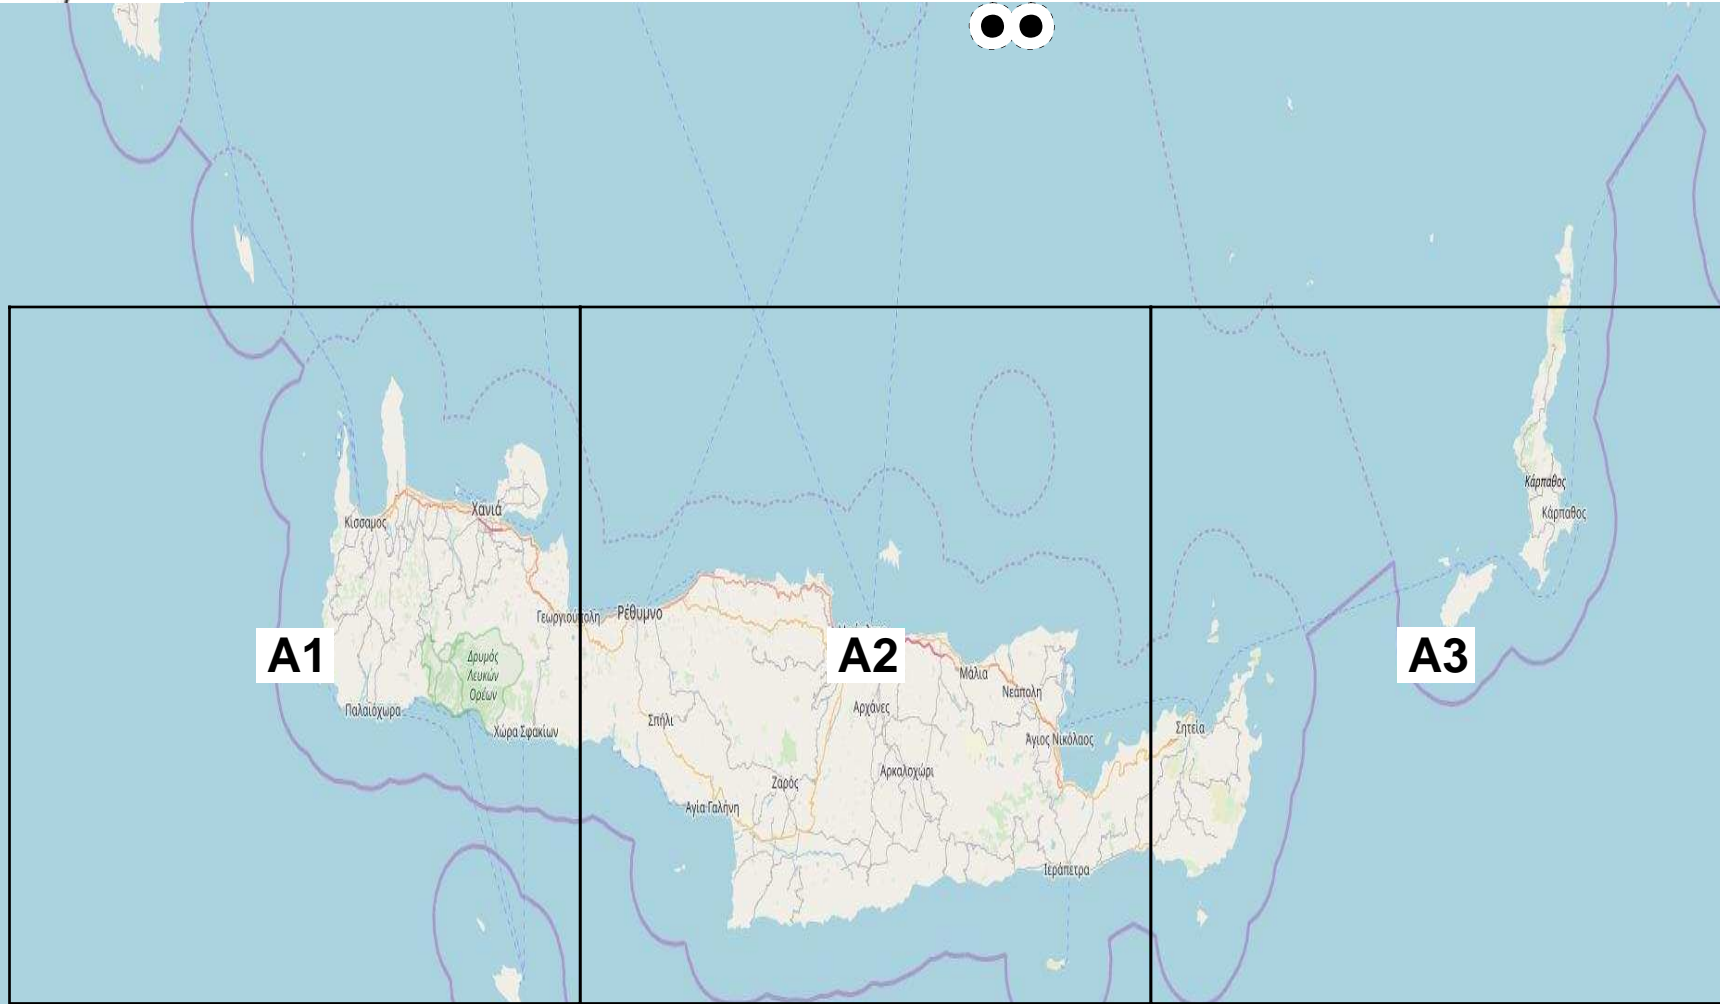 Κάρπαθος
Χανιά
Κίσσαμος
Κάρπαθος
Γεωργιούπολη
Ρέθυμνο
A1
A2
A3
Δρυμός
Λευκών
Ορέων
Μάλια
Νεάπολη
Παλαιόχωρα
Αρχάνες
Σπήλι
Χώρα Σφακίων
Σητεία
Άγιος Νικόλαος
Αρκαλοχώρι
Ζαρός
Αγία Γαλήνη
Ιεράπετρα